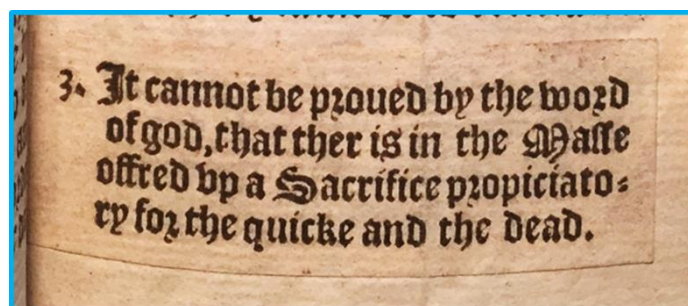 3. It cannot be proued by the word
of god, that ther is in the Masse
offred vp a Sacrifice propiciato=
ry for the quicke and the dead.